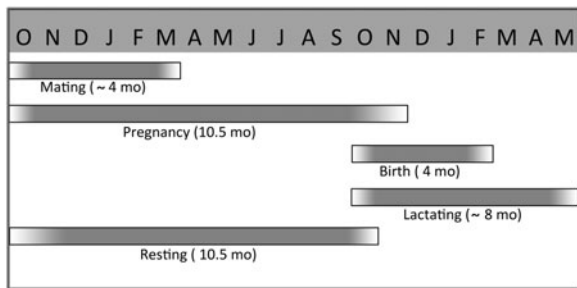 O N D J F M A M J J A S O N D J F M A M
Mating (~ 4 mo)
Pregnancy (10.5 mo)
Birth ( 4 mo)
Lactating (~ 8 mo)
Resting ( 10.5 mo)